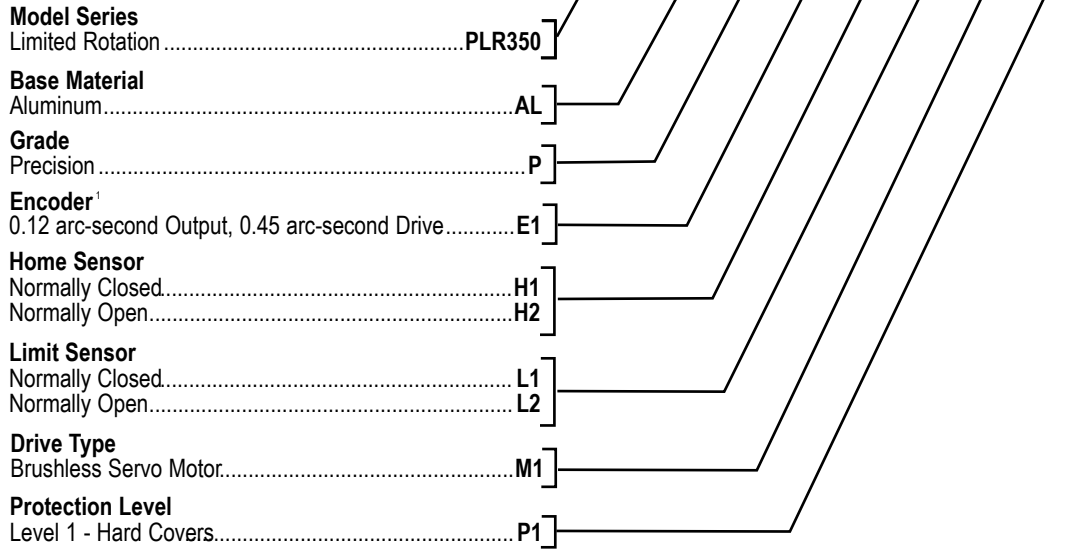 Model Series
Limited Rotation ....................................................PLR350
Base Material
Aluminum........................................................................AL
Grade
Precision ..........................................................................P
Encoder ¹
0.12 arc-second Output, 0.45 arc-second Drive............E1
Home Sensor
Normally Closed.............................................................H1
Normally Open...............................................................H2
Limit Sensor
Normally Closed............................................................. L1
Normally Open............................................................... L2
Drive Type
Brushless Servo Motor...................................................M1
Protection Level
Level 1 - Hard Covers.................................................... P1